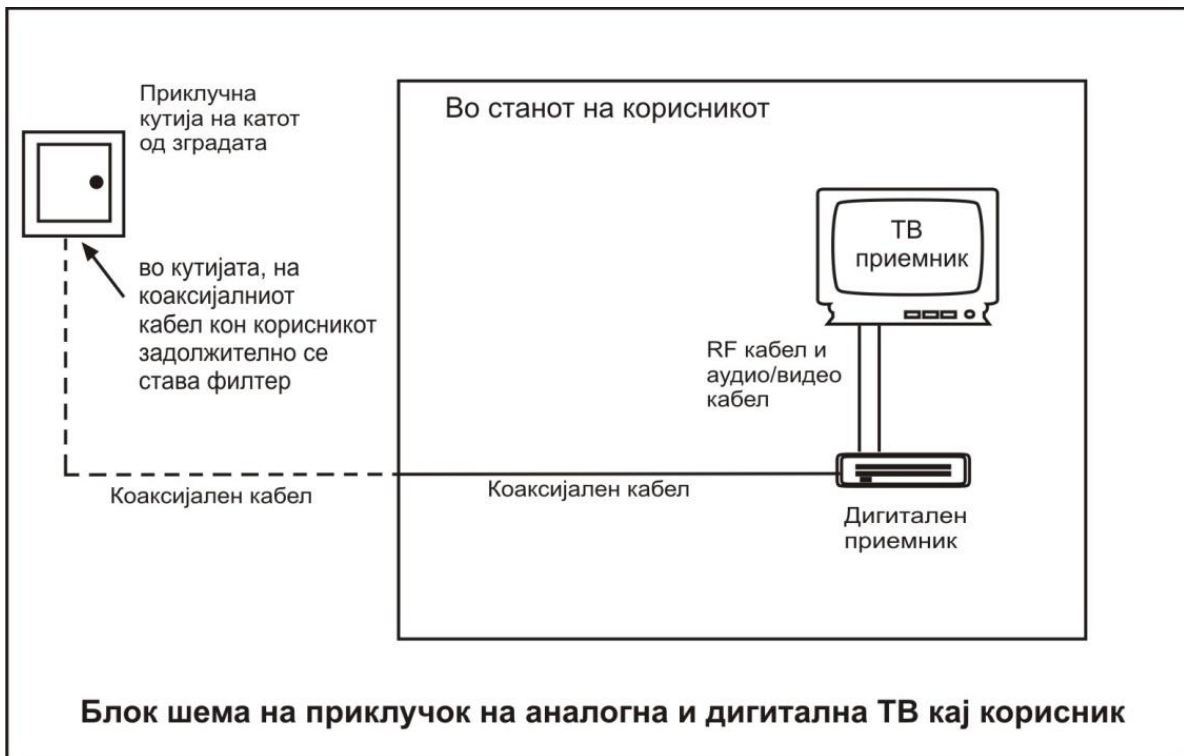 Приклучна
кутија на катот
од зградата
Во станот на корисникот
ТВ
приемник
во кутијата, на
коаксијалниот
кабел кон корисникот
задолжително се
става филтер
RF кабел и
аудио/видео
кабел
Коаксијален кабел
Коаксијален кабел
Дигитален
приемник
Блок шема на приклучок на аналогна и дигитална ТВ кај корисник